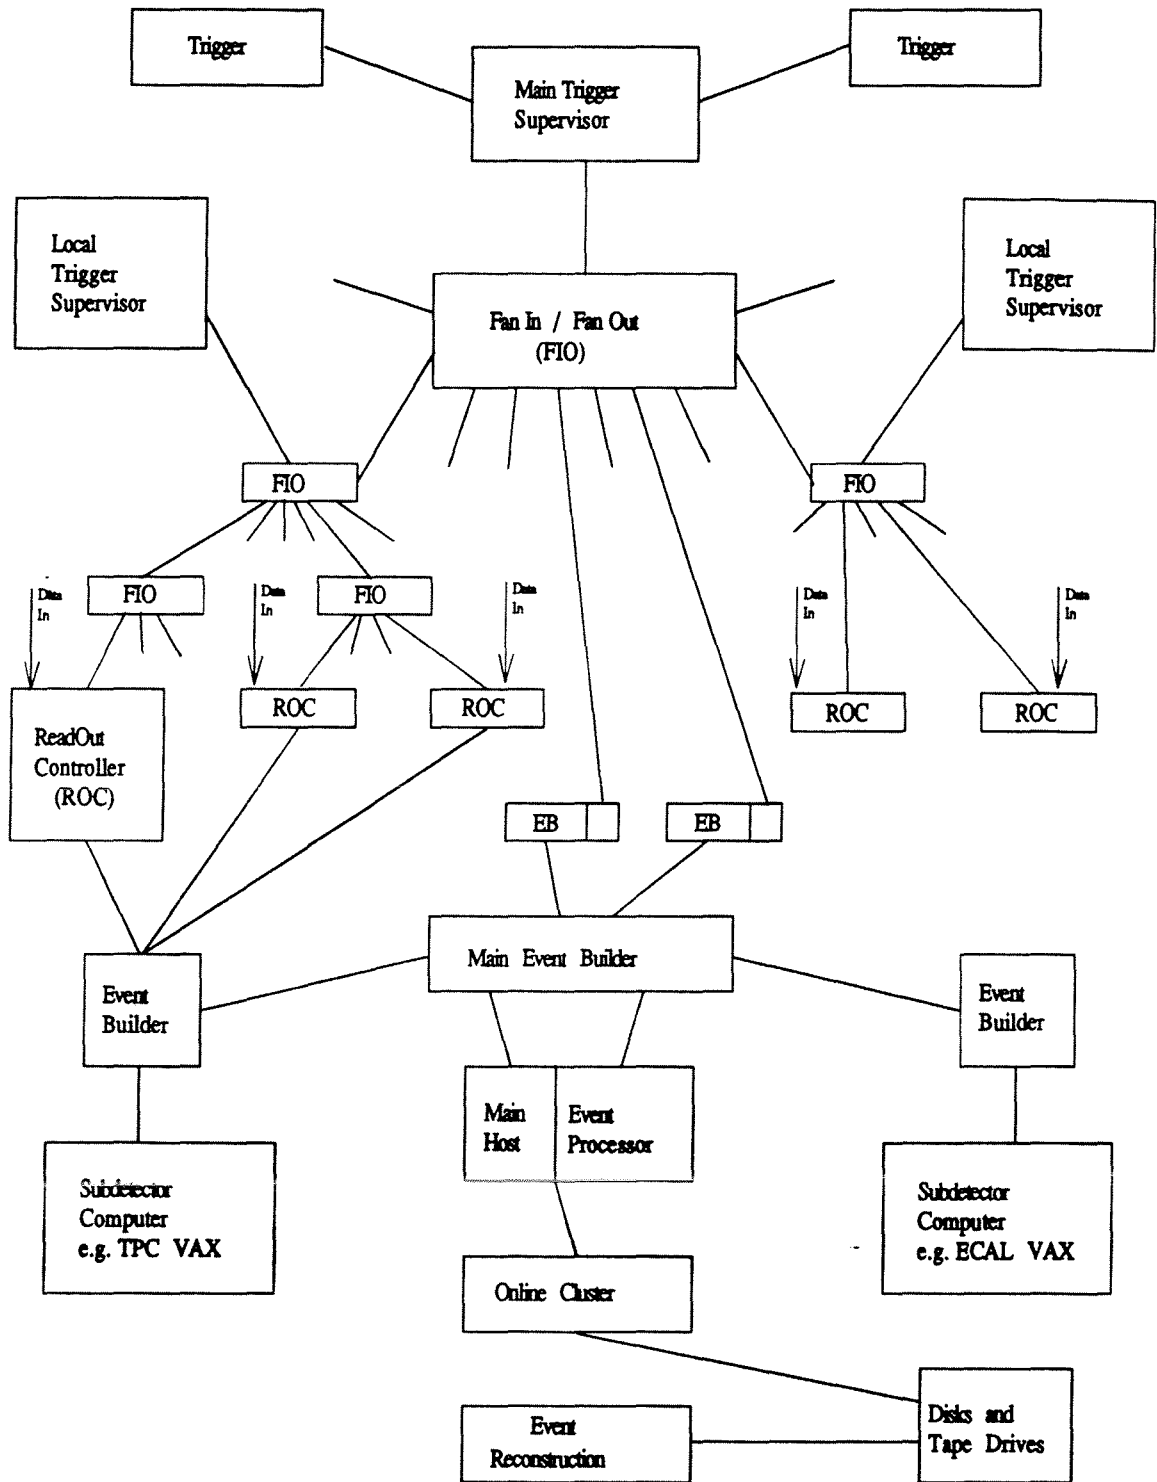 Trigger
Trigger
Main Trigger
Supervisor
Local
Trigger
Supervisor
Local
Trigger
Supervisor
Fan In / Fan Out
(FIO)
FIO
FIO
Data
In
FIO
Data
In
FIO
Data
In
Data
In
Data
In
ROC
ROC
ROC
ROC
ReadOut
Controller
(ROC)
EB
EB
Main Event Builder
Event
Builder
Event
Builder
Main
Host
Event
Processor
Subdetector
Computer
e.g. TPC VAX
Subdetector
Computer
e.g. ECAL VAX
Online Cluster
Disks and
Tape Drives
Event
Reconstruction